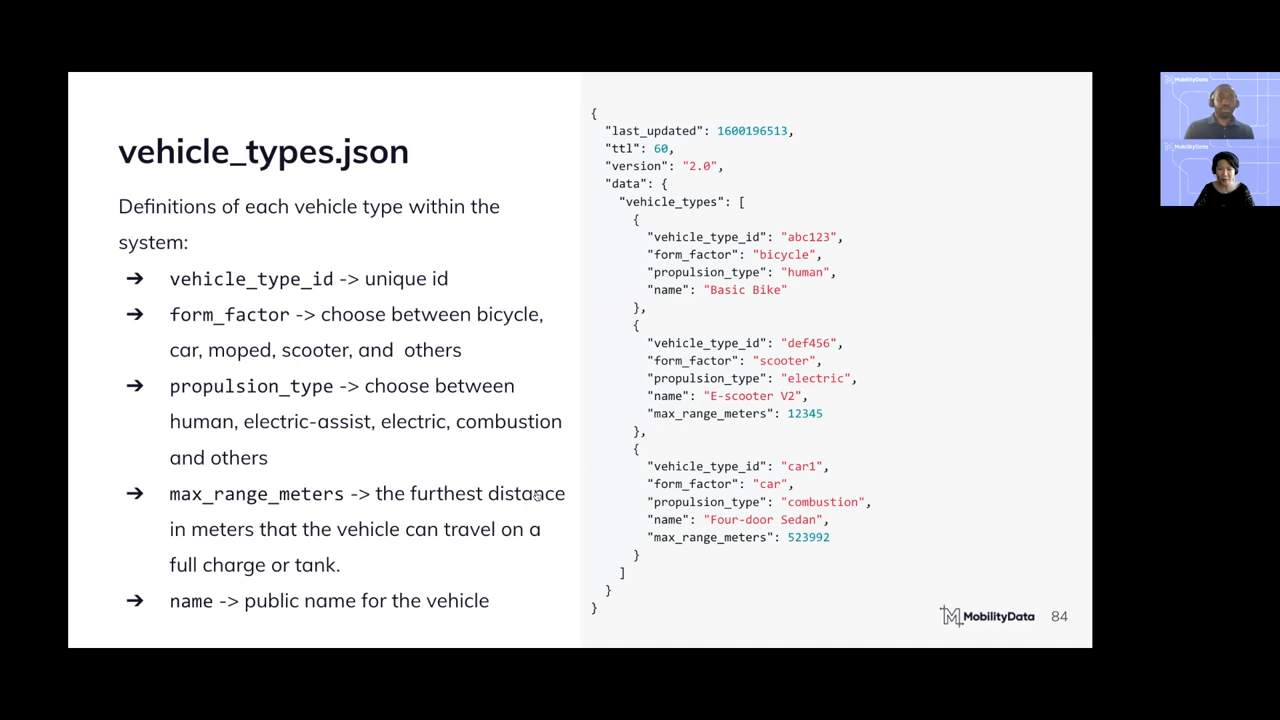 vehicle_types.json
Definitions of each vehicle type within the
system:
➔ vehicle_type_id -> unique id
➔ form_factor -> choose between bicycle,
car, moped, scooter, and others
➔ propulsion_type -> choose between
human, electric-assist, electric, combustion
and others
➔ max_range_meters -> the furthest distance
in meters that the vehicle can travel on a
full charge or tank.
➔ name -> public name for the vehicle
{
"last_updated": 1600196513,
"ttl": 60,
"version": "2.0",
"data": {
"vehicle_types": [
{
"vehicle_type_id": "abc123",
"form_factor": "bicycle",
"propulsion_type": "human",
"name": "Basic Bike"
},
{
"vehicle_type_id": "def456",
"form_factor": "scooter",
"propulsion_type": "electric",
"name": "E-scooter V2",
"max_range_meters": 12345
},
{
"vehicle_type_id": "car1",
"form_factor": "car",
"propulsion_type": "combustion",
"name": "Four-door Sedan",
"max_range_meters": 523992
}
]
}
}
MobilityData 84
MobilityData
MobilityData